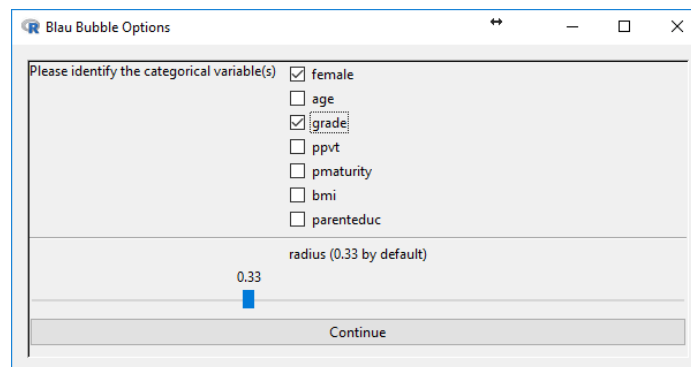 Blau Bubble Options
Please identify the categorical variable(s)
female
age
grade
ppvt
pmaturity
bmi
parenteduc
radius (0.33 by default)
0.33
Continue